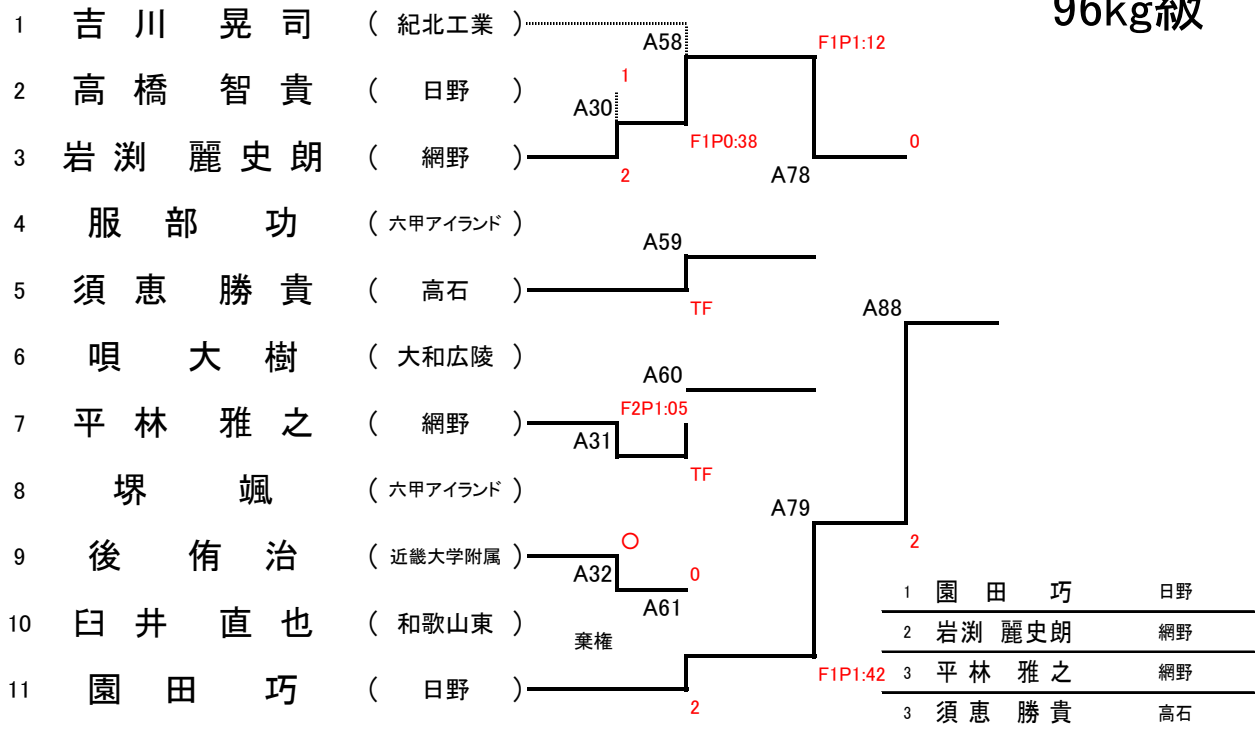 96kg級
1 吉川 晃司 ( 紀北工業 )
A58
F1P1:12
1
2 高橋 智貴 ( 日野 )
A30
F1P0:38
0
3 岩渕 麗史朗 ( 網野 )
2
A78
4 服部 功 ( 六甲アイランド )
A59
5 須恵 勝貴 ( 高石 )
TF
A88
6 唄 大樹 ( 大和広陵 )
A60
F2P1:05
7 平林 雅之 ( 網野 )
A31
TF
8 堺 颯 ( 六甲アイランド )
A79
2
○
9 後 侑治 ( 近畿大学附属 )
A32
0
A61
10 臼井 直也 ( 和歌山東 )
棄権
F1P1:42
11 園田 巧 ( 日野 )
2
1 園田 巧 日野
2 岩渕 麗史朗 網野
3 平林 雅之 網野
3 須恵 勝貴 高石